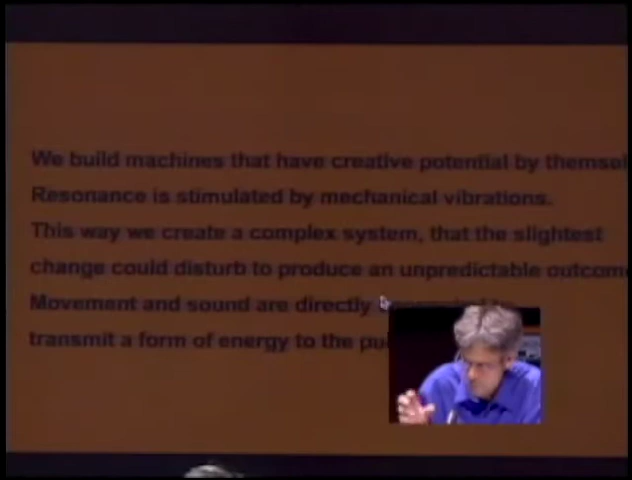 We build machines that have creative potential by themsel
Resonance is stimulated by mechanical vibrations.
This way we create a complex system, that the slightest
change could disturb to produce an unpredictable outcome
Movement and sound are directly
transmit a form of energy to the pu